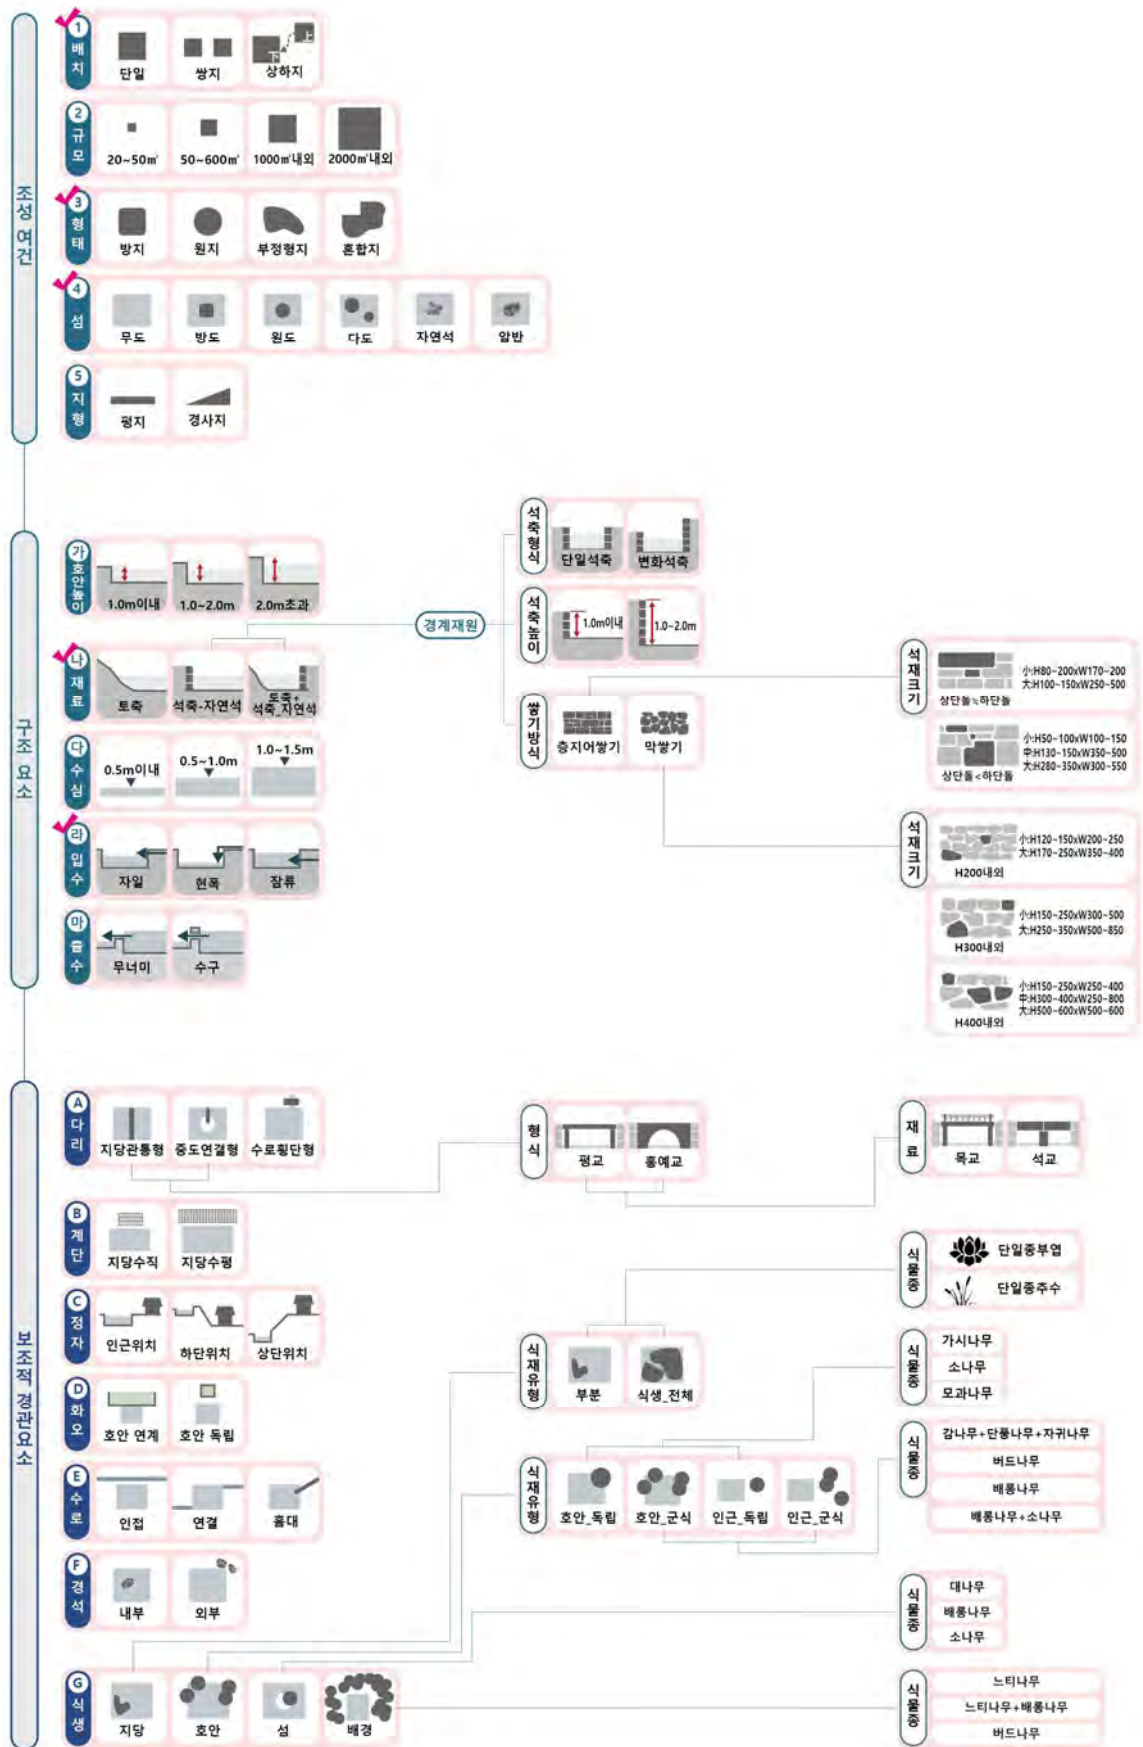 조성 여건
1 배치
단일
쌍지
상하지
上
下
2 규모
20~50㎡
50~600㎡
1000㎡내외
2000㎡내외
3 형태
방지
원지
부정형지
혼합지
4 섬
무도
방도
원도
다도
자연석
암반
5 지형
평지
경사지
구조 요소
가 호안높이
1.0m이내
1.0~2.0m
2.0m초과
나 재료
토축
석축-자연석
토축+
석축_자연석
다 수심
0.5m이내
0.5~1.0m
1.0~1.5m
라 입수
자일
현폭
잠류
마 출수
무너미
수구
경계재원
석축형식
단일석축
변화석축
석축높이
1.0m이내
1.0~2.0m
쌓기방식
층지어쌓기
막쌓기
석재크기
小:H80~200xW170~200
大:H100~150xW250~500
상단돌≒하단돌
小:H50~100xW100~150
中:H130~150xW350~500
大:H280~350xW300~550
상단돌<하단돌
석재크기
小:H120~150xW200~250
大:H170~250xW350~400
H200내외
小:H150~250xW300~500
大:H250~350xW500~850
H300내외
小:H150~250xW250~400
中:H300~400xW250~800
大:H500~600xW500~600
H400내외
보조적 경관요소
A 다리
지당관통형
중도연결형
수로횡단형
형식
평교
홍예교
재료
목교
석교
B 계단
지당수직
지당수평
C 정자
인근위치
하단위치
상단위치
D 화오
호안 연계
호안 독립
E 수로
인접
연결
홈대
F 경석
내부
외부
G 식생
지당
호안
섬
배경
식재유형
부분
식생_전체
식물종
단일종부엽
단일종추수
식재유형
호안_독립
호안_군식
인근_독립
인근_군식
식물종
가시나무
소나무
모과나무
식물종
감나무+단풍나무+자귀나무
버드나무
배롱나무
배롱나무+소나무
식물종
대나무
배롱나무
소나무
식물종
느티나무
느티나무+배롱나무
버드나무